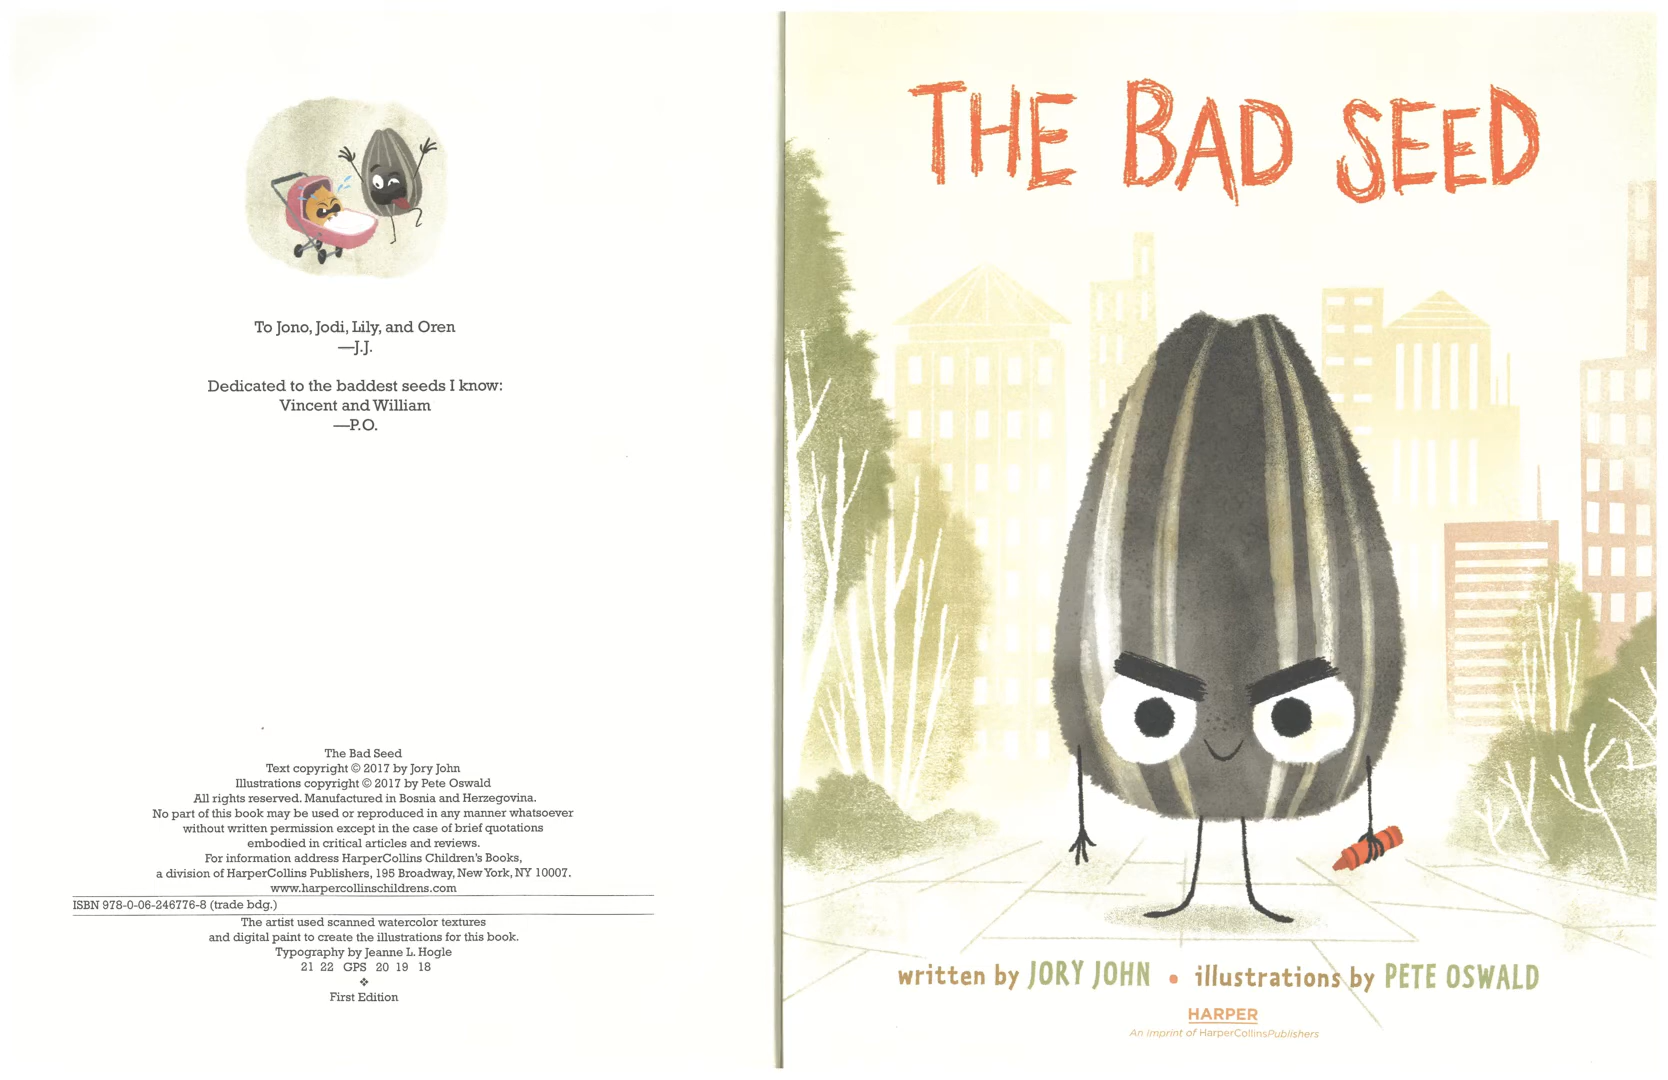 To Jono, Jodi, Lily, and Oren
—J.J.
Dedicated to the baddest seeds I know:
Vincent and William
—P.O.
The Bad Seed
Text copyright © 2017 by Jory John
Illustrations copyright © 2017 by Pete Oswald
All rights reserved. Manufactured in Bosnia and Herzegovina.
No part of this book may be used or reproduced in any manner whatsoever
without written permission except in the case of brief quotations
embodied in critical articles and reviews.
For information address HarperCollins Children's Books,
a division of HarperCollins Publishers, 195 Broadway, New York, NY 10007.
www.harpercollinschildrens.com
ISBN 978-0-06-246776-8 (trade bdg.)
The artist used scanned watercolor textures
and digital paint to create the illustrations for this book.
Typography by Jeanne L. Hogle
21 22 GPS 20 19 18
❖
First Edition
THE BAD SEED
written by JORY JOHN • illustrations by PETE OSWALD
HARPER
An Imprint of HarperCollinsPublishers